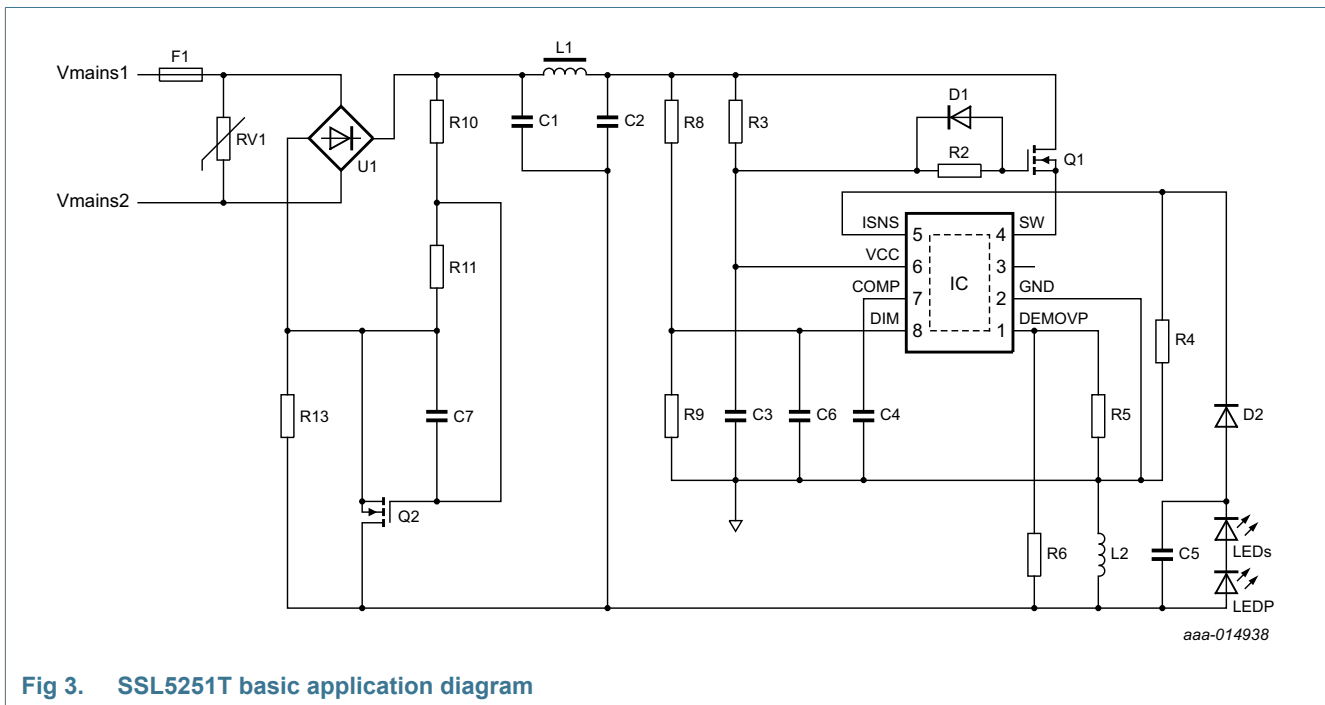 F1
L1
Vmains1
D1
R10
C1
C2
R8
R3
RV1
U1
R2
Q1
Vmains2
ISNS
5
4
SW
VCC
6
IC
3
R11
COMP
7
2
GND
DIM
8
1
DEMOVP
R4
R13
C7
R9
C3
C6
C4
R5
D2
Q2
R6
L2
C5
LEDs
LEDP
aaa-014938
Fig 3. SSL5251T basic application diagram